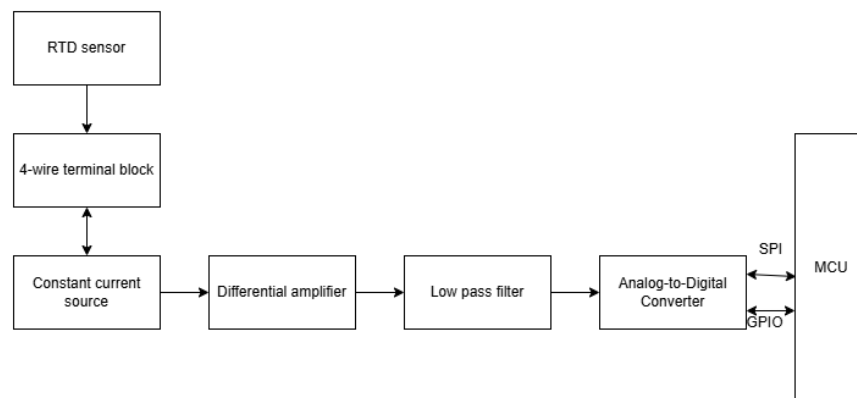 RTD sensor
4-wire terminal block
Constant current
source
Differential amplifier
Low pass filter
Analog-to-Digital
Converter
SPI
GPIO
MCU